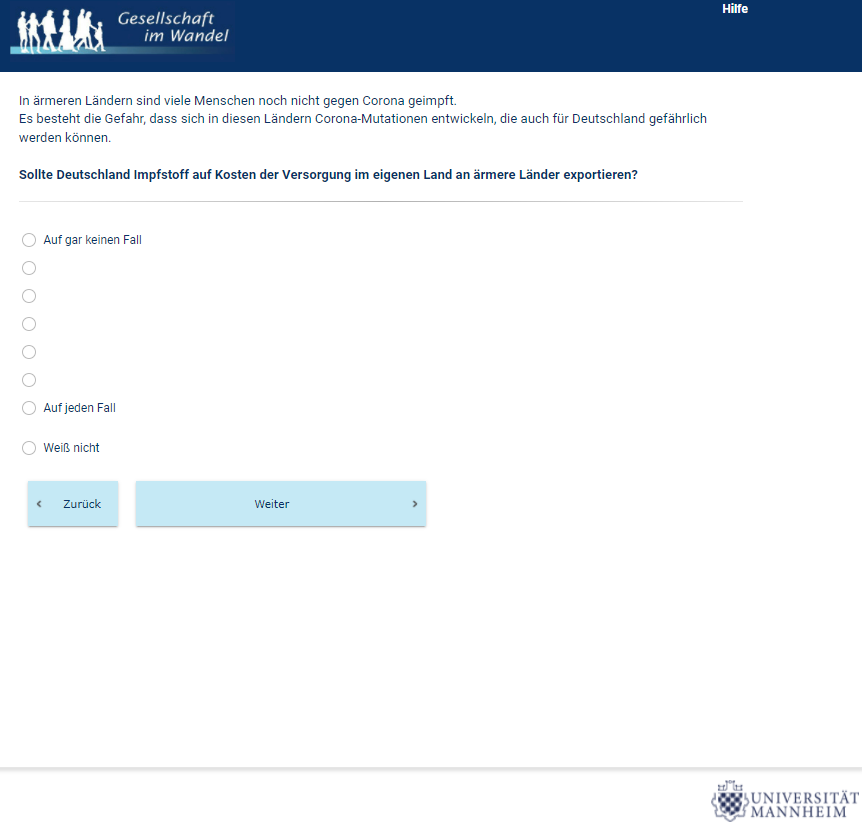 Gesellschaft
im Wandel
Hilfe
In ärmeren Ländern sind viele Menschen noch nicht gegen Corona geimpft.
Es besteht die Gefahr, dass sich in diesen Ländern Corona-Mutationen entwickeln, die auch für Deutschland gefährlich
werden können.
Sollte Deutschland Impfstoff auf Kosten der Versorgung im eigenen Land an ärmere Länder exportieren?
Auf gar keinen Fall
Auf jeden Fall
Weiß nicht
‹ Zurück
Weiter ›
UNIVERSITÄT
MANNHEIM